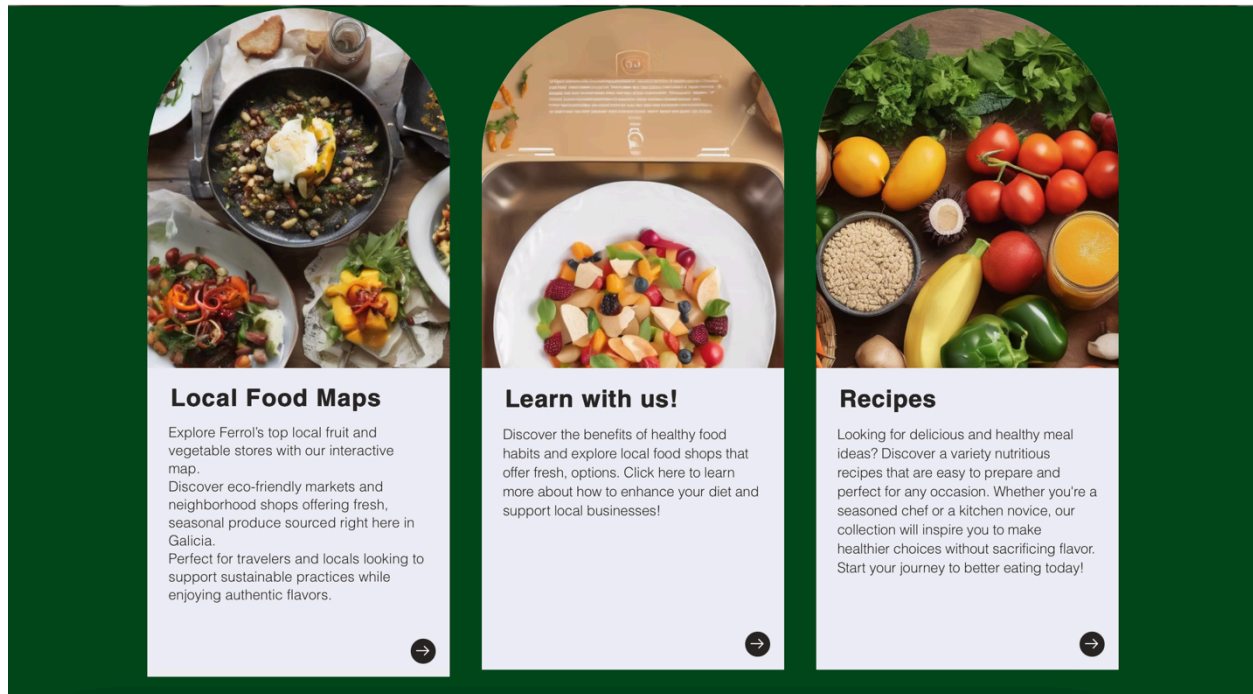 Local Food Maps
Explore Ferrol's top local fruit and
vegetable stores with our interactive
map.
Discover eco-friendly markets and
neighborhood shops offering fresh,
seasonal produce sourced right here in
Galicia.
Perfect for travelers and locals looking to
support sustainable practices while
enjoying authentic flavors.
Learn with us!
Discover the benefits of healthy food
habits and explore local food shops that
offer fresh, options. Click here to learn
more about how to enhance your diet and
support local businesses!
Recipes
Looking for delicious and healthy meal
ideas? Discover a variety nutritious
recipes that are easy to prepare and
perfect for any occasion. Whether you're a
seasoned chef or a kitchen novice, our
collection will inspire you to make
healthier choices without sacrificing flavor.
Start your journey to better eating today!